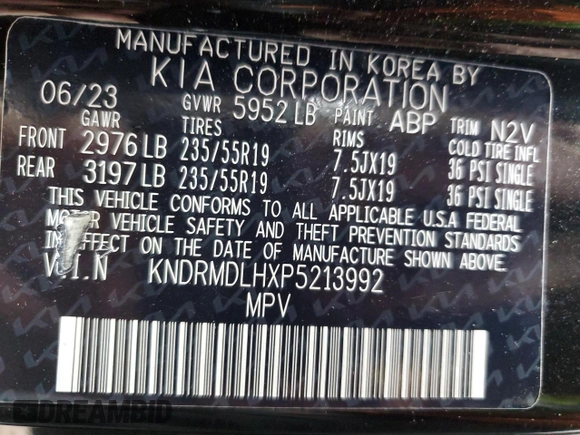 MANUFACTURED IN KOREA BY
KIA CORPORATION
06/23 GVWR 5952 LB PAINT ABP TRIM N2V
GAWR TIRES RIMS COLD TIRE INFL
FRONT 2976 LB 235/55R19 7.5JX19 36 PSI SINGLE
REAR 3197 LB 235/55R19 7.5JX19 36 PSI SINGLE
THIS VEHICLE CONFORMS TO ALL APPLICABLE U.S.A FEDERAL
MOTOR VEHICLE SAFETY AND THEFT PREVENTION STANDARDS
IN EFFECT ON THE DATE OF MANUFACTURE SHOWN ABOVE.
V.I.N KNDRMDLHXP5213992
MPV
DREAMBID